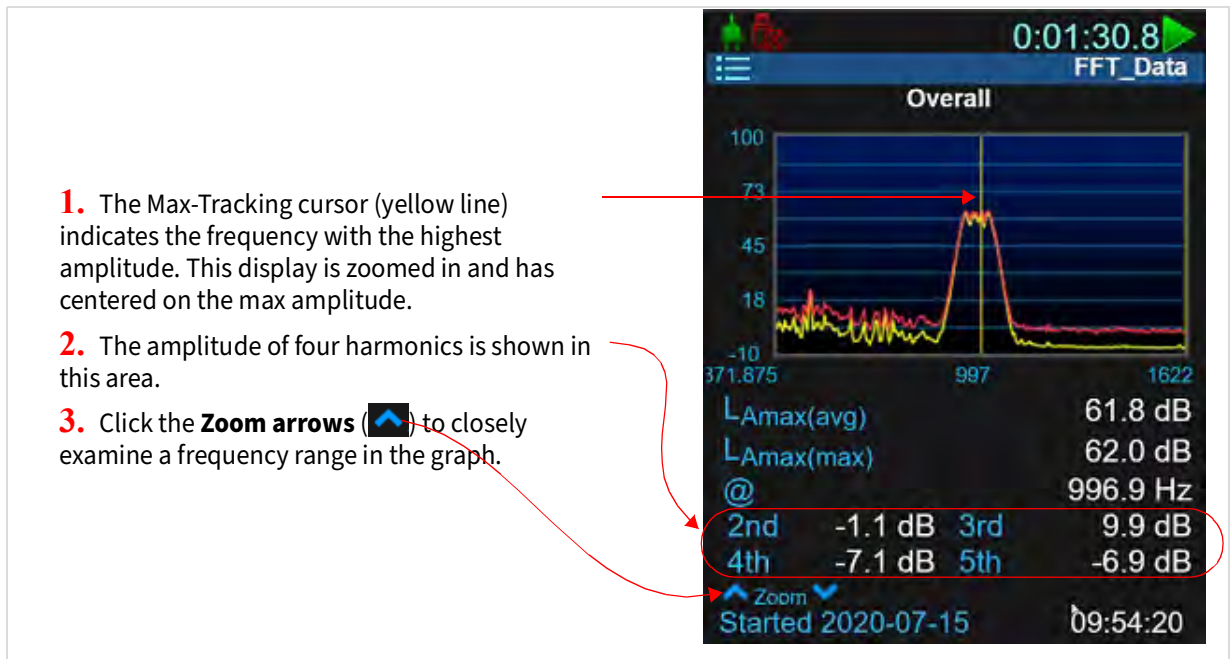 1. The Max-Tracking cursor (yellow line)
indicates the frequency with the highest
amplitude. This display is zoomed in and has
centered on the max amplitude.
2. The amplitude of four harmonics is shown in
this area.
3. Click the Zoom arrows ( ) to closely
examine a frequency range in the graph.
0:01:30.8
FFT_Data
Overall
100
73
45
18
-10
371.875 997 1622
LAmax(avg) 61.8 dB
LAmax(max) 62.0 dB
@ 996.9 Hz
2nd -1.1 dB 3rd 9.9 dB
4th -7.1 dB 5th -6.9 dB
Zoom
Started 2020-07-15 09:54:20